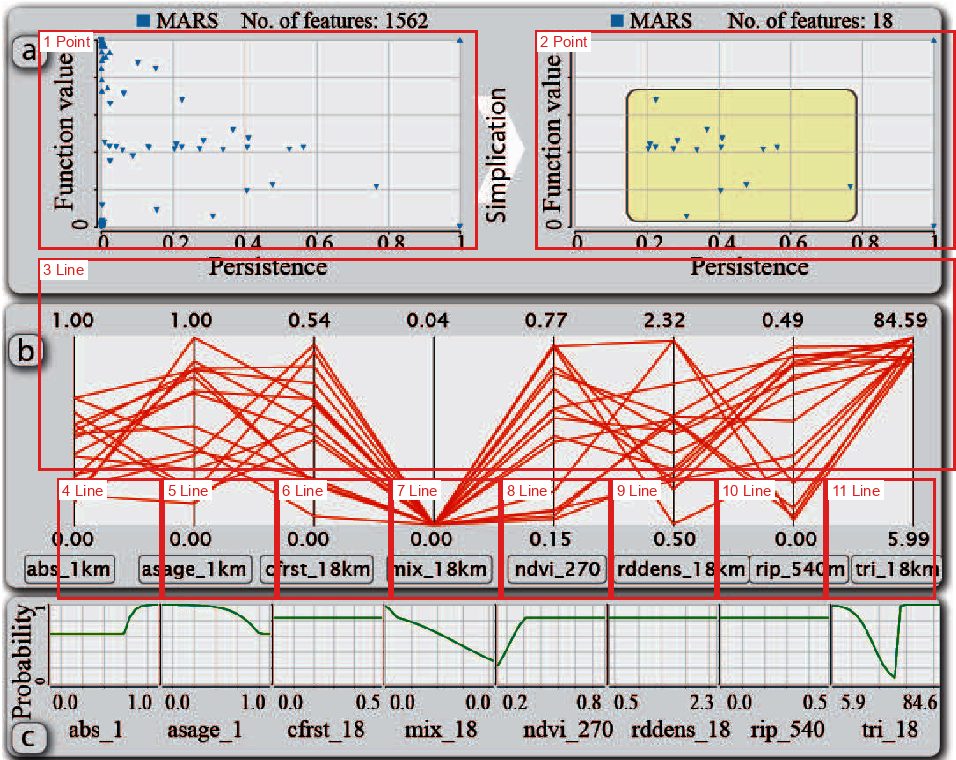 MARS No. of features: 1562
MARS No. of features: 18
a
1 Point
2 Point
Function value
0
0 0.2 0.4 0.6 0.8 1
Persistence
Simplication
Function value
0
0 0.2 0.4 0.6 0.8 1
Persistence
3 Line
b
1.00 1.00 0.54 0.04 0.77 2.32 0.49 84.59
4 Line 5 Line 6 Line 7 Line 8 Line 9 Line 10 Line 11 Line
0.00 0.00 0.00 0.00 0.15 0.50 0.00 5.99
abs_1km asage_1km cfrst_18km mix_18km ndvi_270 rddens_18km rip_540m tri_18km
Probability
1
0
0.0 1.0 0.0 1.0 0.0 0.5 0.0 0.0 0.2 0.8 0.5 2.3 0.0 0.5 5.9 84.6
abs_1 asage_1 cfrst_18 mix_18 ndvi_270 rddens_18 rip_540 tri_18
c